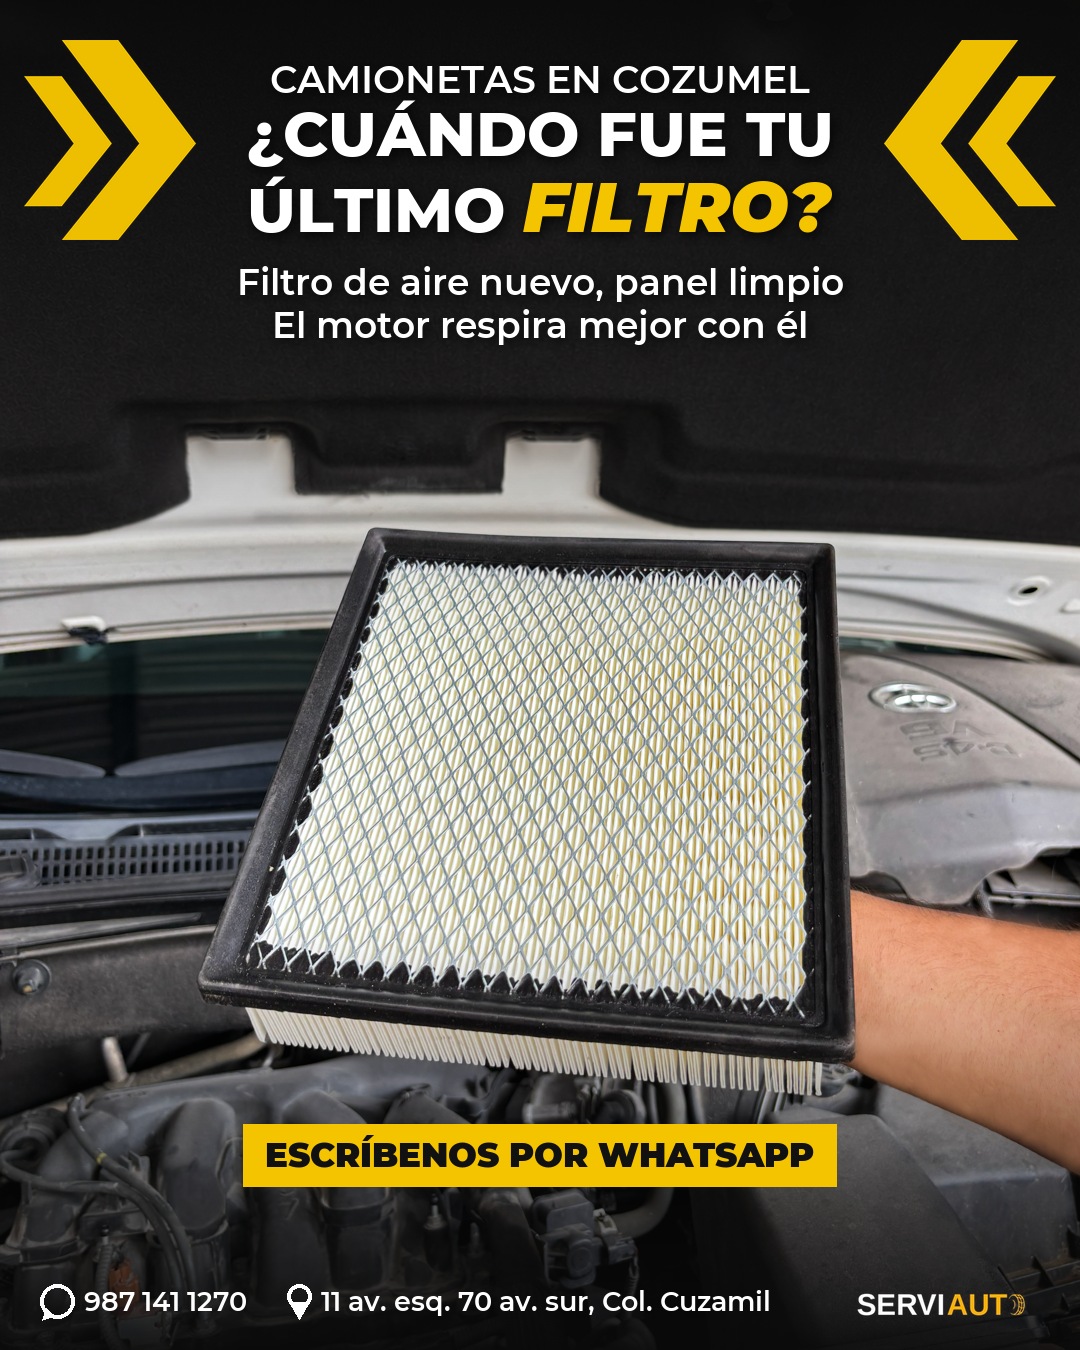 CAMIONETAS EN COZUMEL
¿CUÁNDO FUE TU
ÚLTIMO FILTRO?
Filtro de aire nuevo, panel limpio
El motor respira mejor con él
V6
ESCRÍBENOS POR WHATSAPP
987 141 1270
11 av. esq. 70 av. sur, Col. Cuzamil
SERVIAUTO